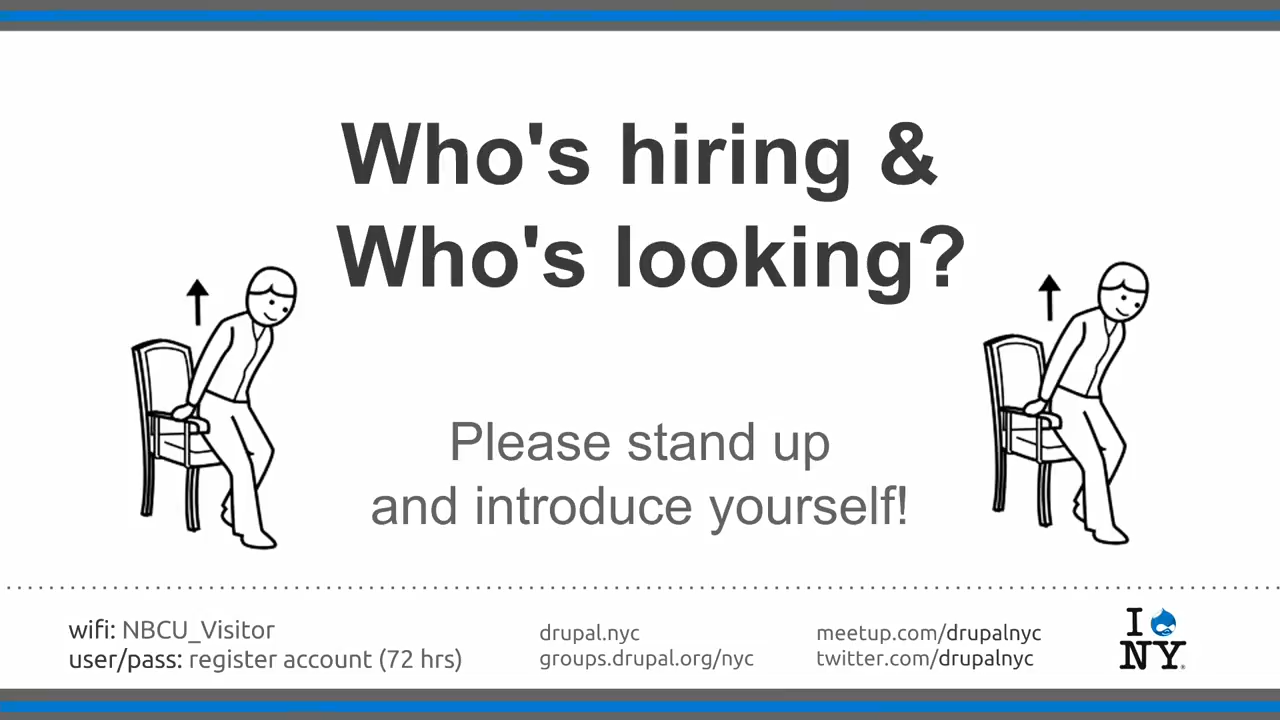 Who's hiring &
Who's looking?
Please stand up
and introduce yourself!
wifi: NBCU_Visitor
user/pass: register account (72 hrs)
drupal.nyc
groups.drupal.org/nyc
meetup.com/drupalnyc
twitter.com/drupalnyc
I
NY®